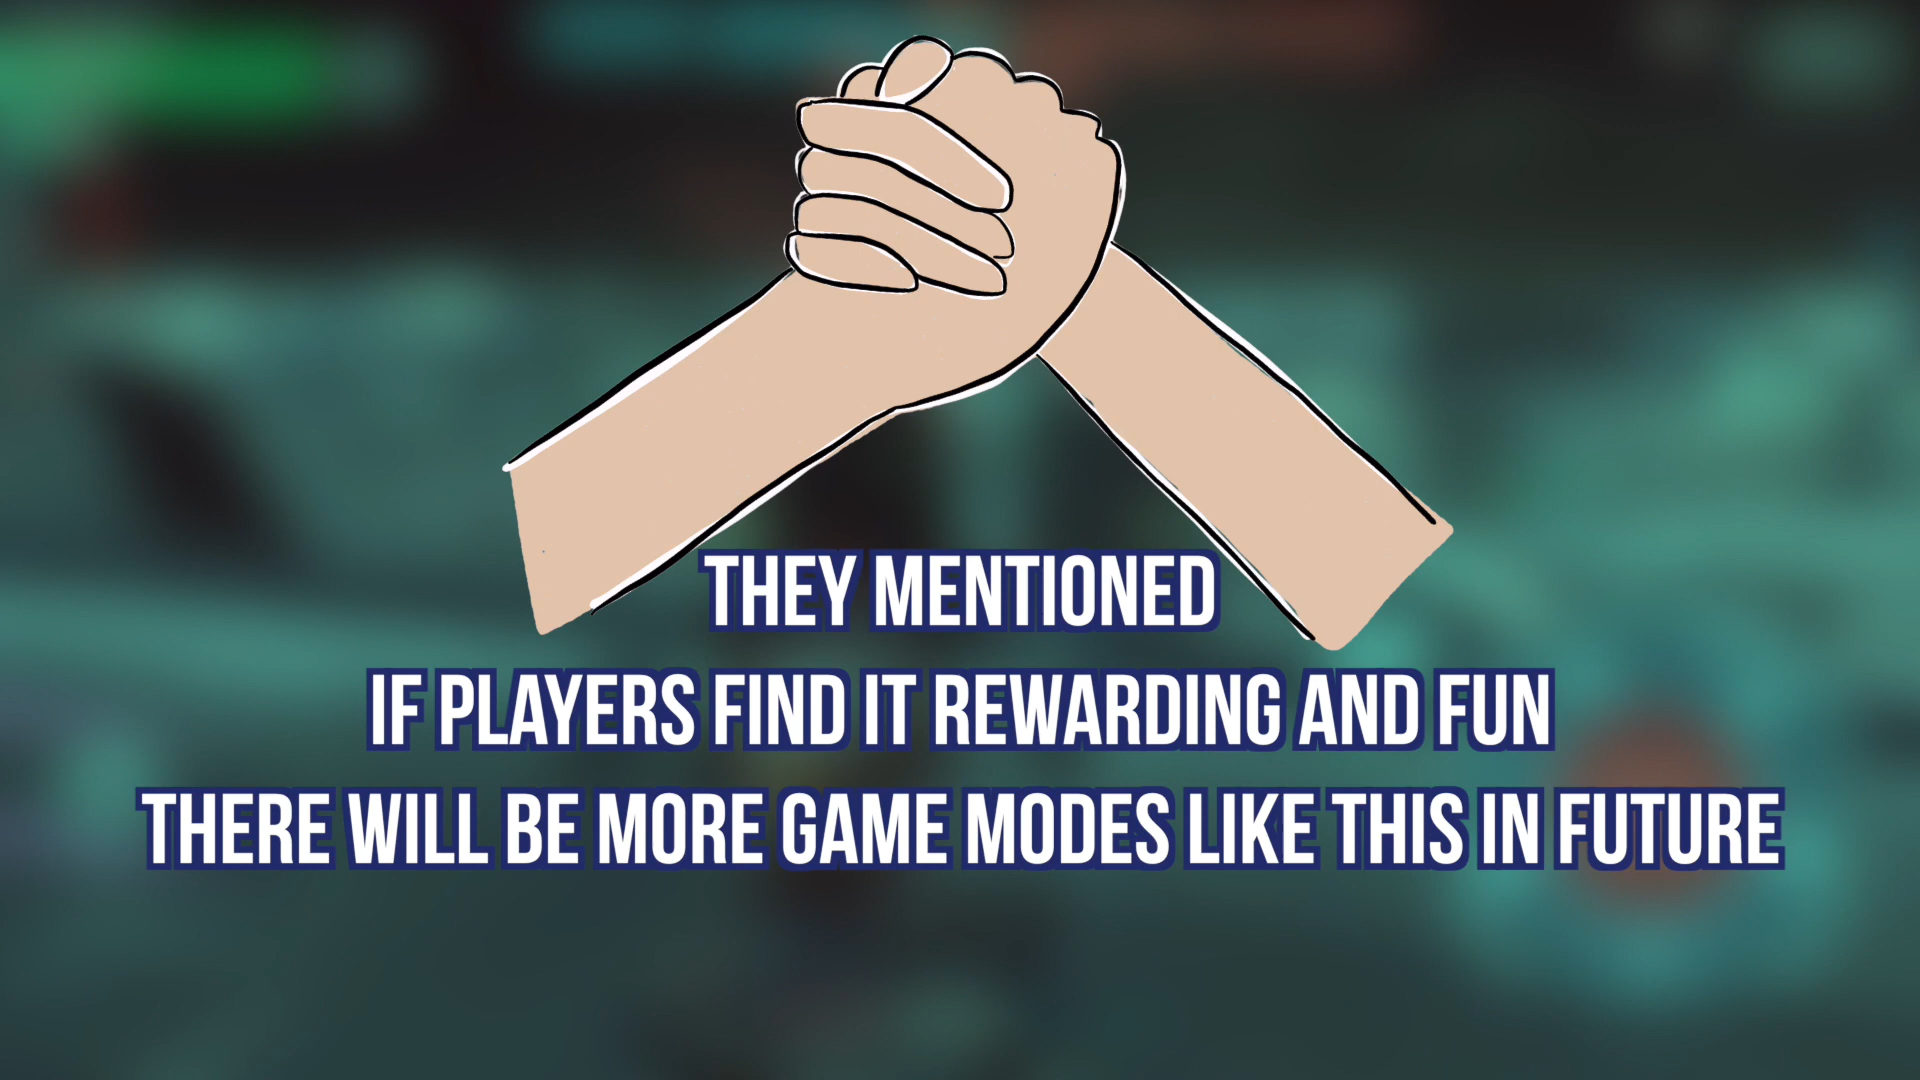 THEY MENTIONED
IF PLAYERS FIND IT REWARDING AND FUN
THERE WILL BE MORE GAME MODES LIKE THIS IN FUTURE